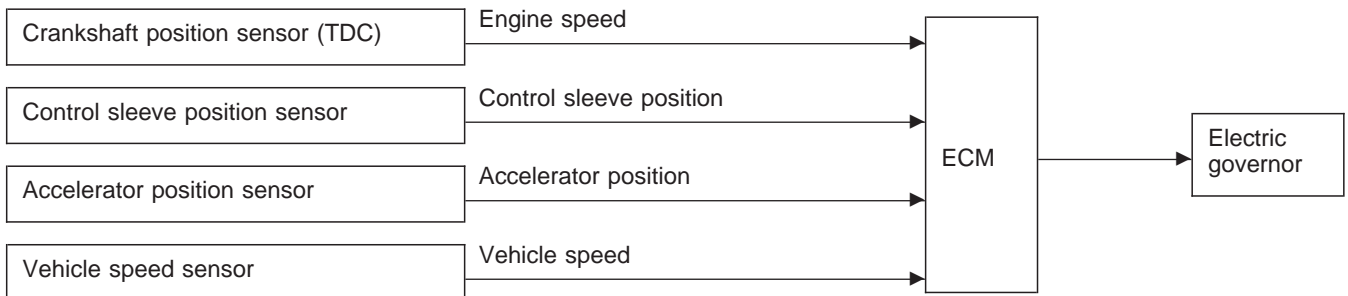 Crankshaft position sensor (TDC)
Engine speed
Control sleeve position sensor
Control sleeve position
Accelerator position sensor
Accelerator position
Vehicle speed sensor
Vehicle speed
ECM
Electric
governor